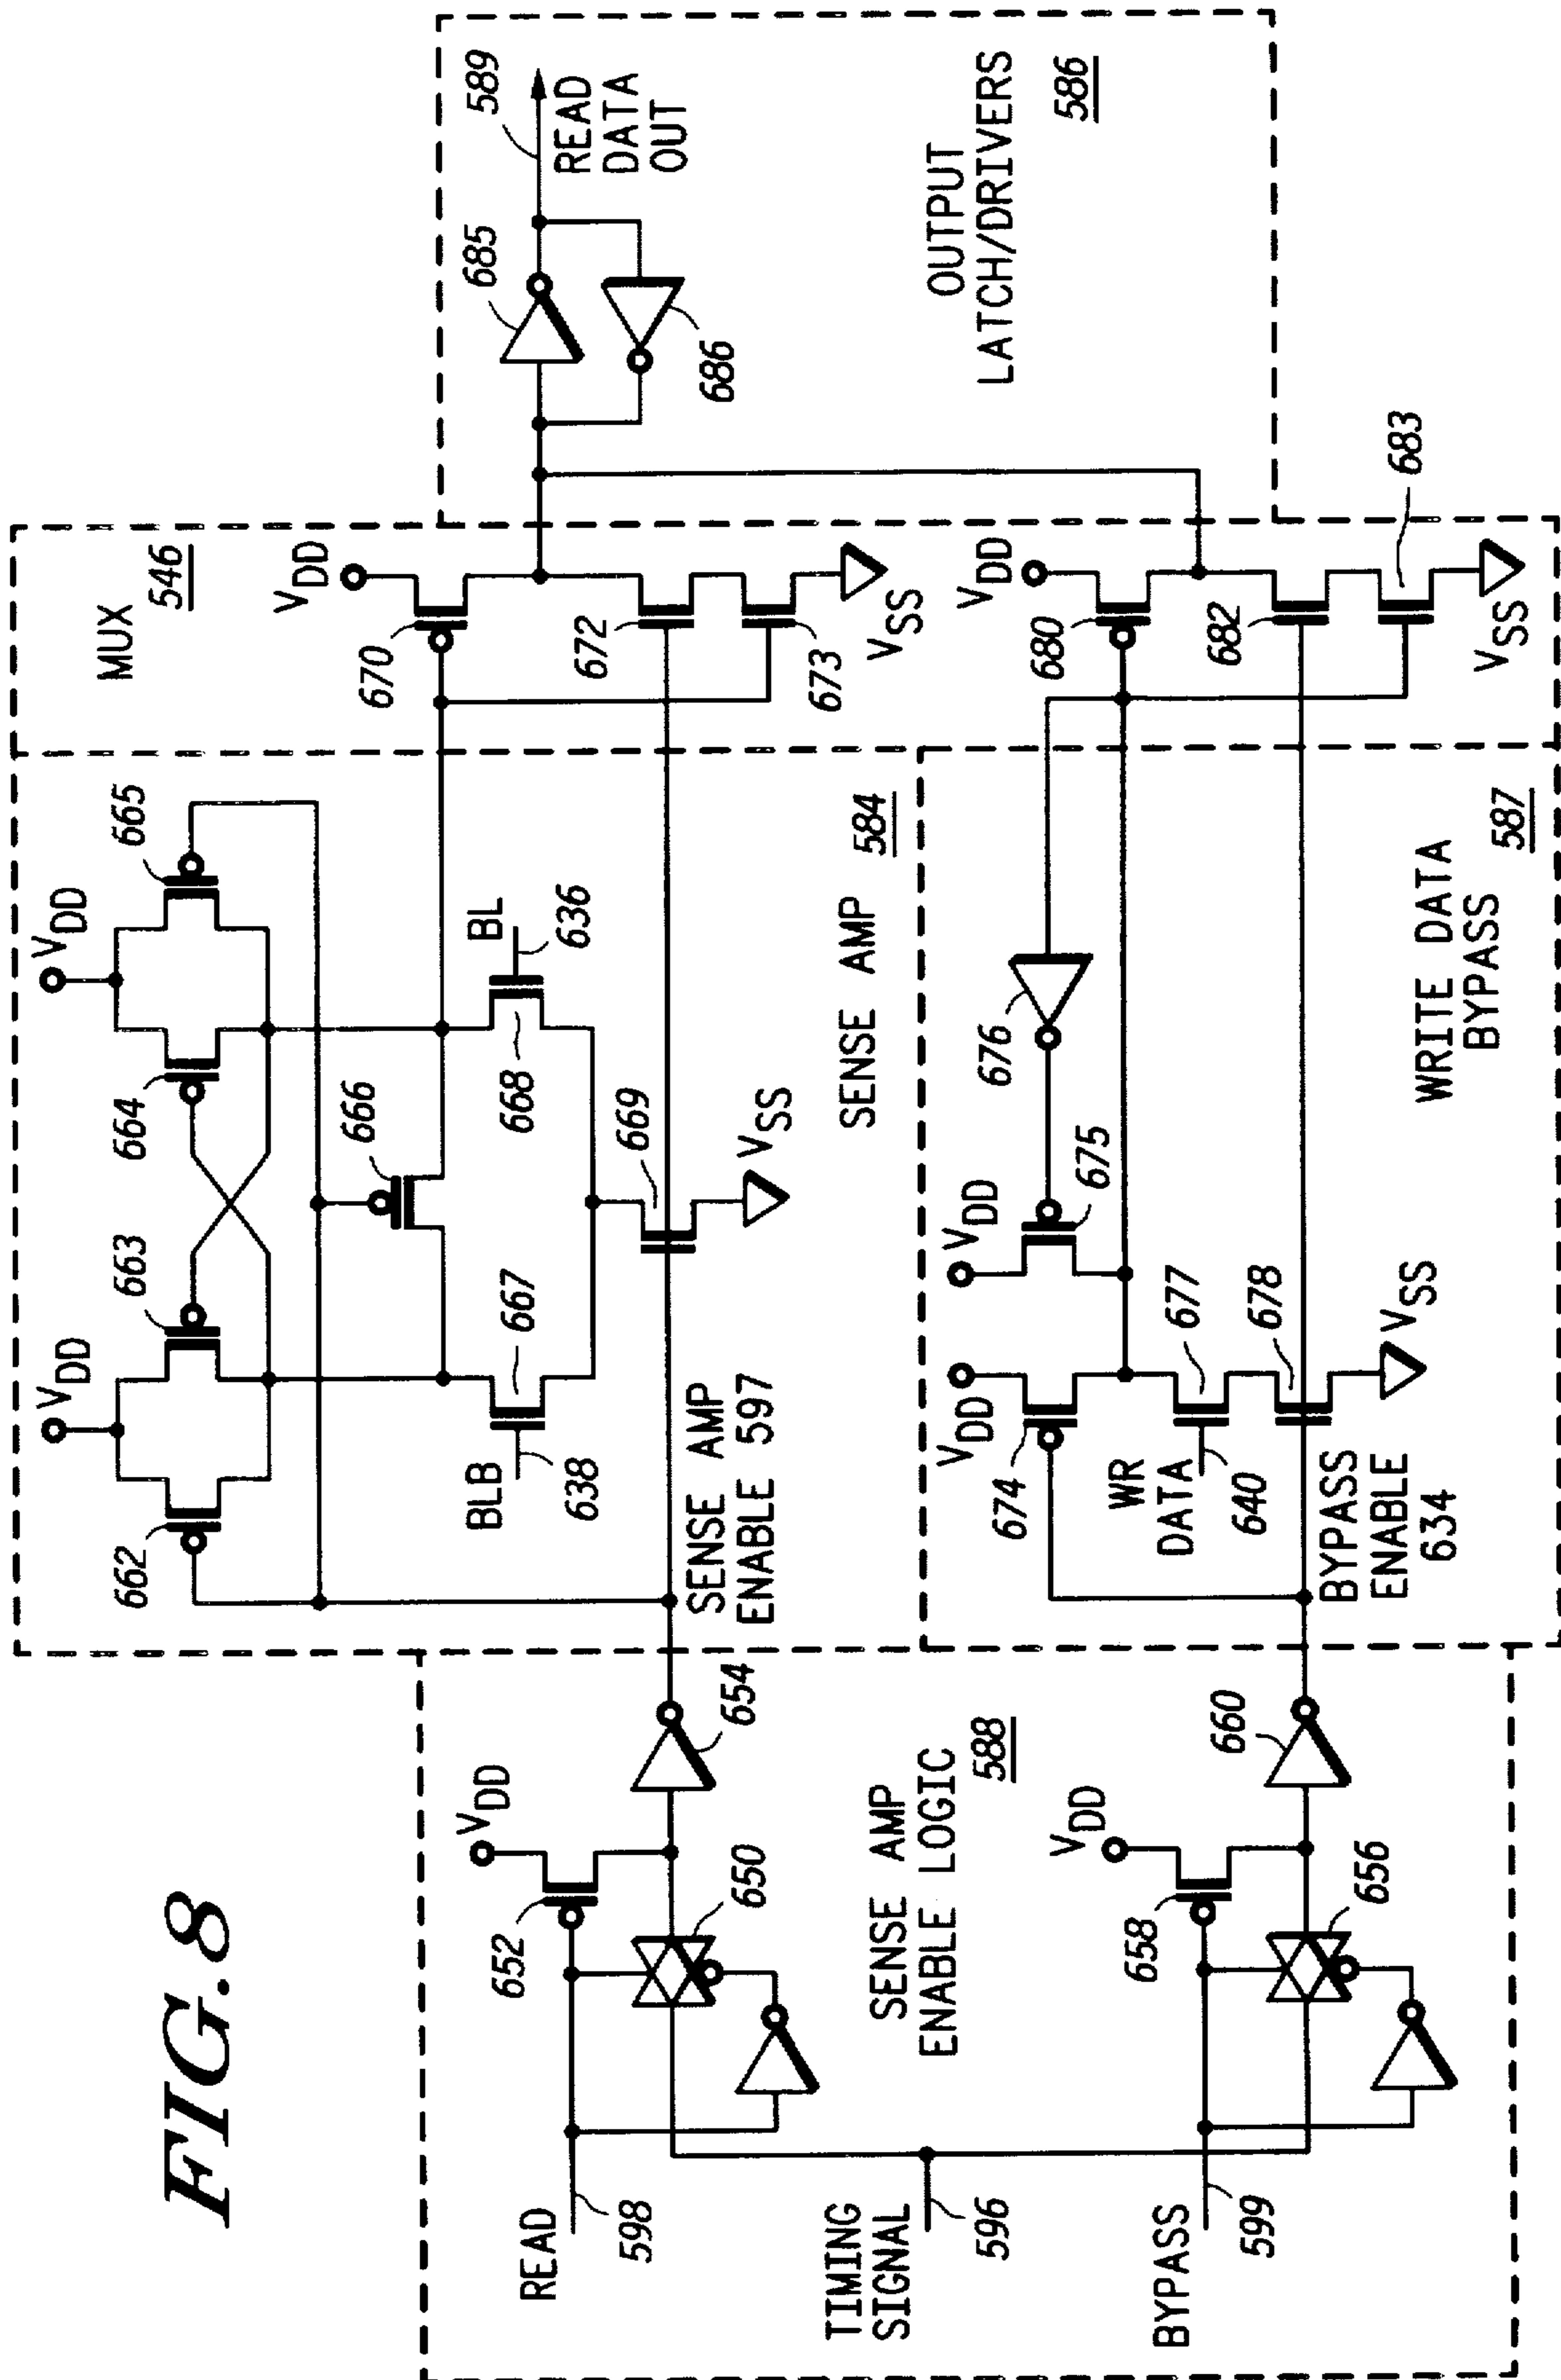 FIG.8
READ
598
TIMING
SIGNAL
596
BYPASS
599
VDD
652
650
654
SENSE AMP
ENABLE LOGIC
588
VDD
658
656
660
VDD
VDD
662
663
664
665
666
BLB
638
667
668
BL
636
669
VSS
SENSE AMP
ENABLE 597
SENSE AMP
584
VDD
674
VDD
675
676
WR
DATA
640
677
678
VSS
BYPASS
ENABLE
634
WRITE DATA
BYPASS
587
MUX
546
VDD
670
672
673
VSS
VDD
680
682
683
VSS
685
686
589
READ
DATA
OUT
OUTPUT
LATCH/DRIVERS
586